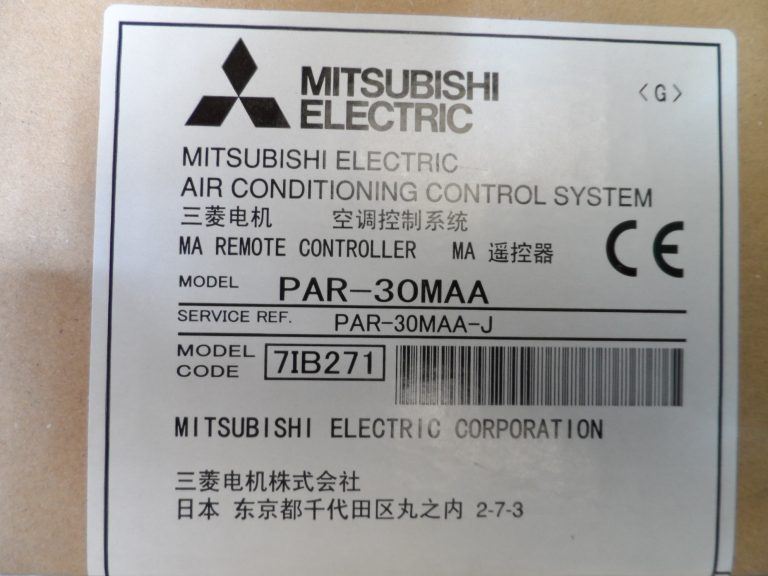 MITSUBISHI
ELECTRIC
〈G〉
MITSUBISHI ELECTRIC
AIR CONDITIONING CONTROL SYSTEM
三菱电机 空调控制系统
MA REMOTE CONTROLLER MA 遥控器
CE
MODEL PAR-30MAA
SERVICE REF. PAR-30MAA-J
MODEL CODE 7IB271
MITSUBISHI ELECTRIC CORPORATION
三菱电机株式会社
日本 东京都千代田区丸之内 2-7-3